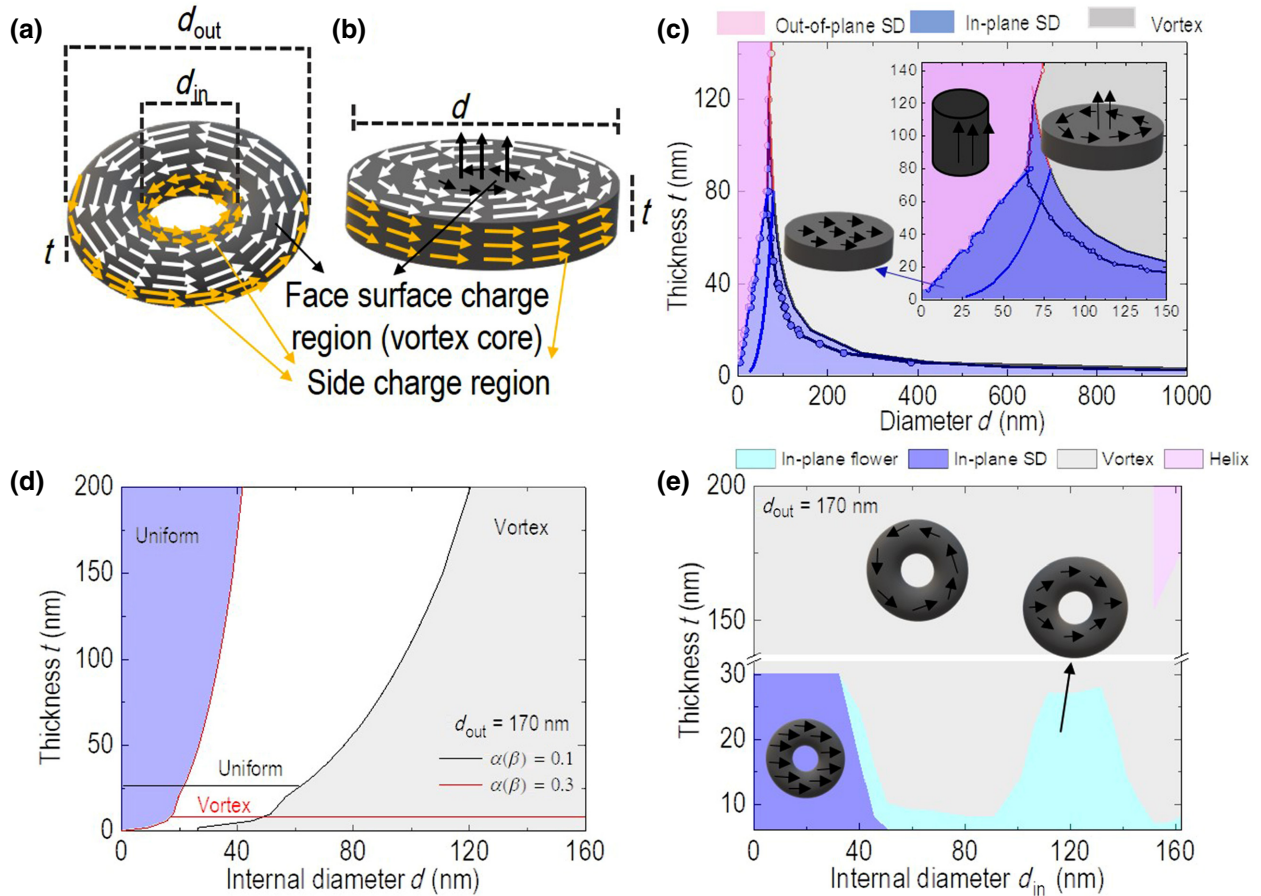 (a)
d_out
d_in
t
(b)
d
t
Face surface charge
region (vortex core)
Side charge region
(c)
Out-of-plane SD
In-plane SD
Vortex
Thickness t (nm)
120
80
40
0
0
200
400
600
800
1000
Diameter d (nm)
140
120
100
80
60
40
20
0
0
25
50
75
100
125
150
(d)
Thickness t (nm)
200
150
100
50
0
Uniform
Vortex
Uniform
Vortex
d_out = 170 nm
α(β) = 0.1
α(β) = 0.3
0
40
80
120
160
Internal diameter d (nm)
(e)
In-plane flower
In-plane SD
Vortex
Helix
Thickness t (nm)
200
150
30
20
10
d_out = 170 nm
0
40
80
120
160
Internal diameter d_in (nm)